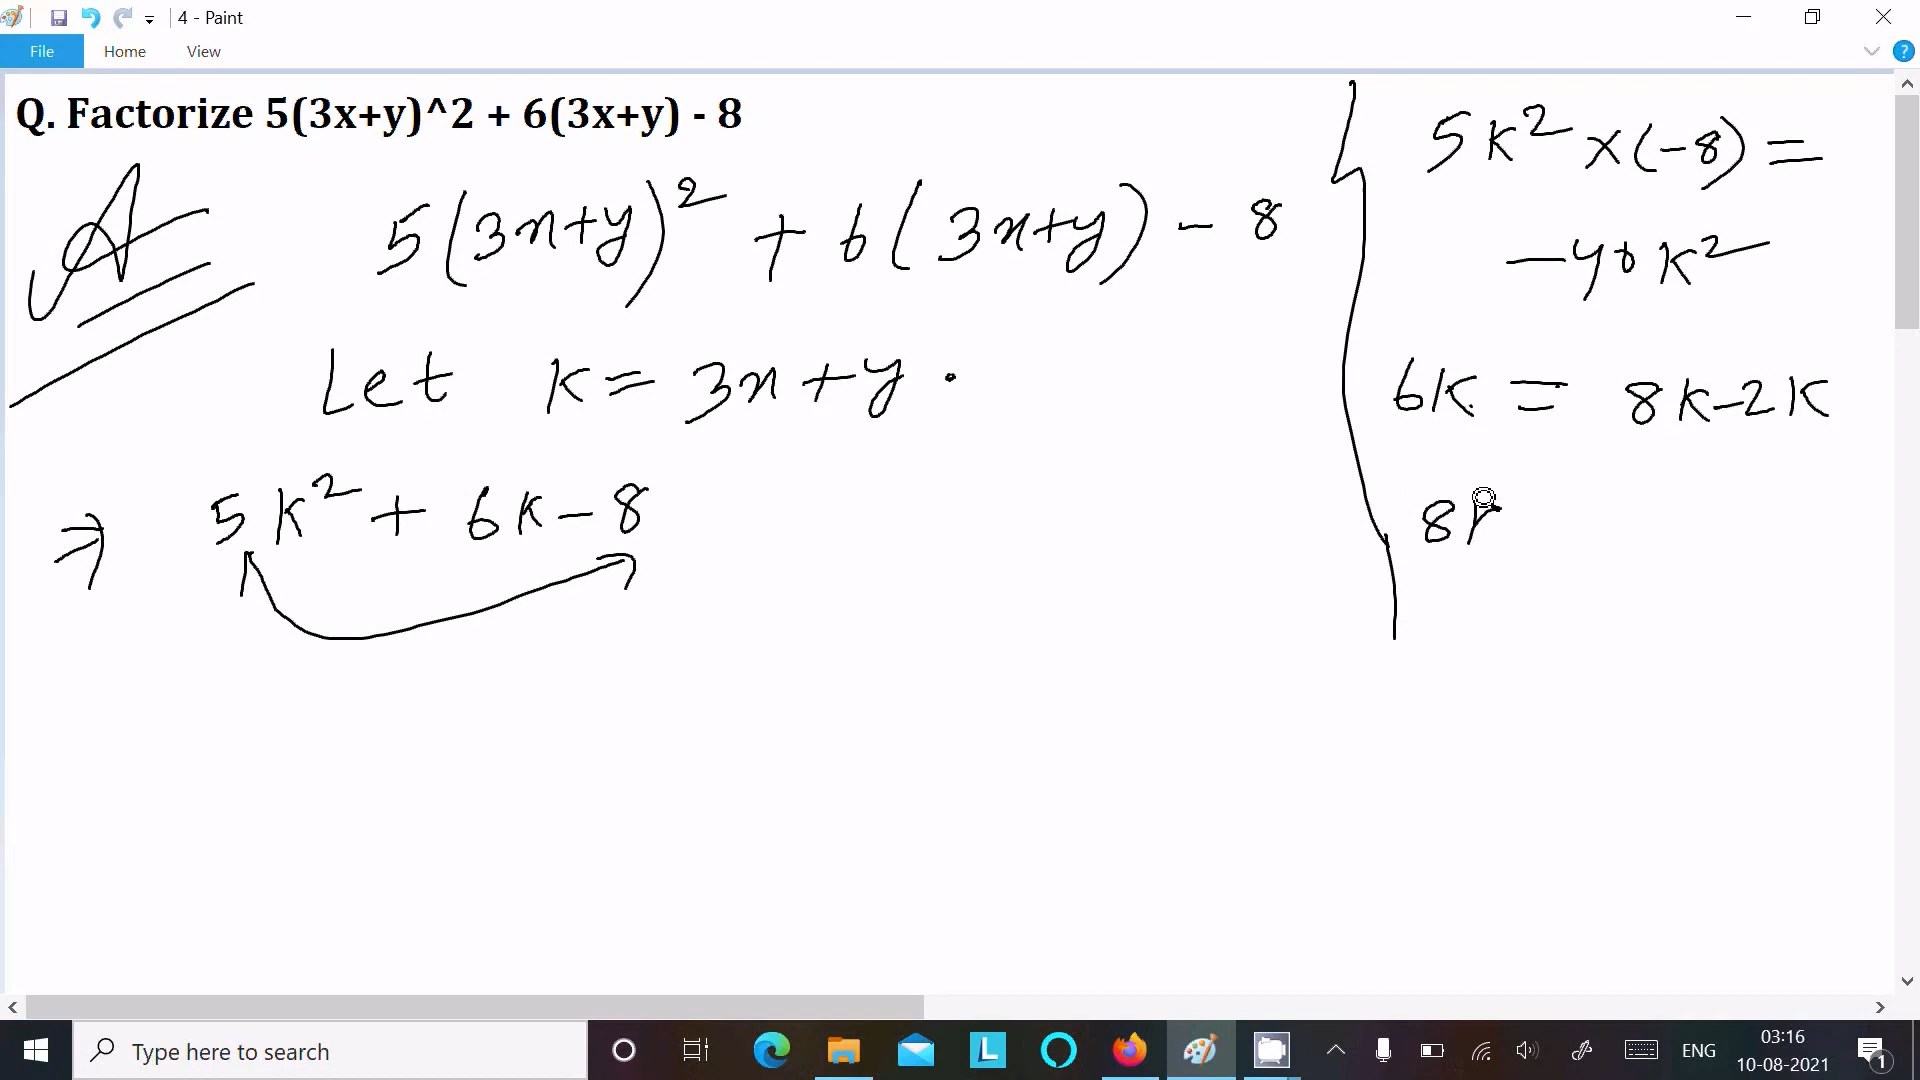 4 - Paint
File Home View
Q. Factorize 5(3x+y)^2 + 6(3x+y) - 8
A
5(3x+y)² + 6(3x+y) - 8
Let k = 3x+y .
⇒ 5k² + 6k - 8
5k² × (-8) =
-40k²
6k = 8k-2k
8k
Type here to search
ENG
03:16
10-08-2021
1